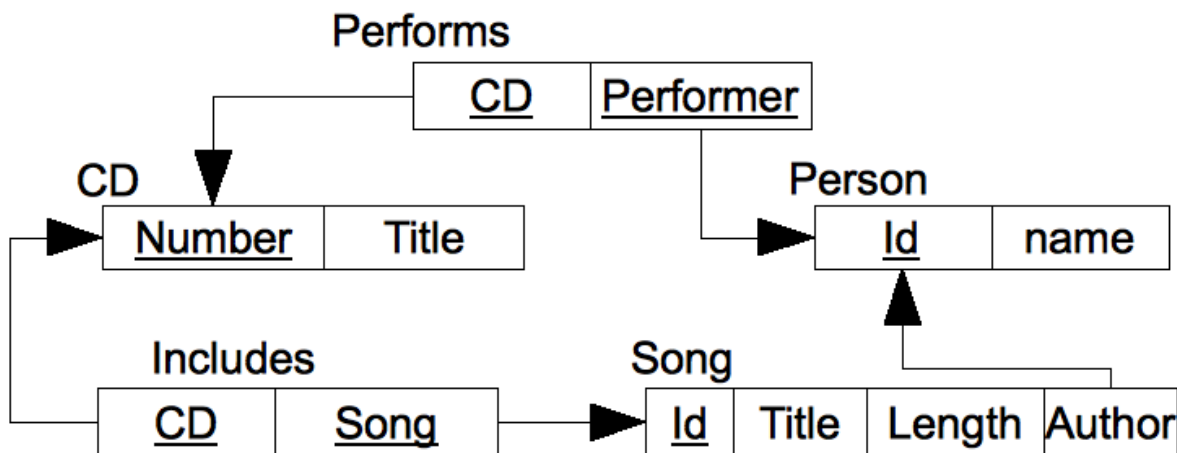 Performs
CD Performer
CD
Number Title
Person
Id name
Includes
CD Song
Song
Id Title Length Author